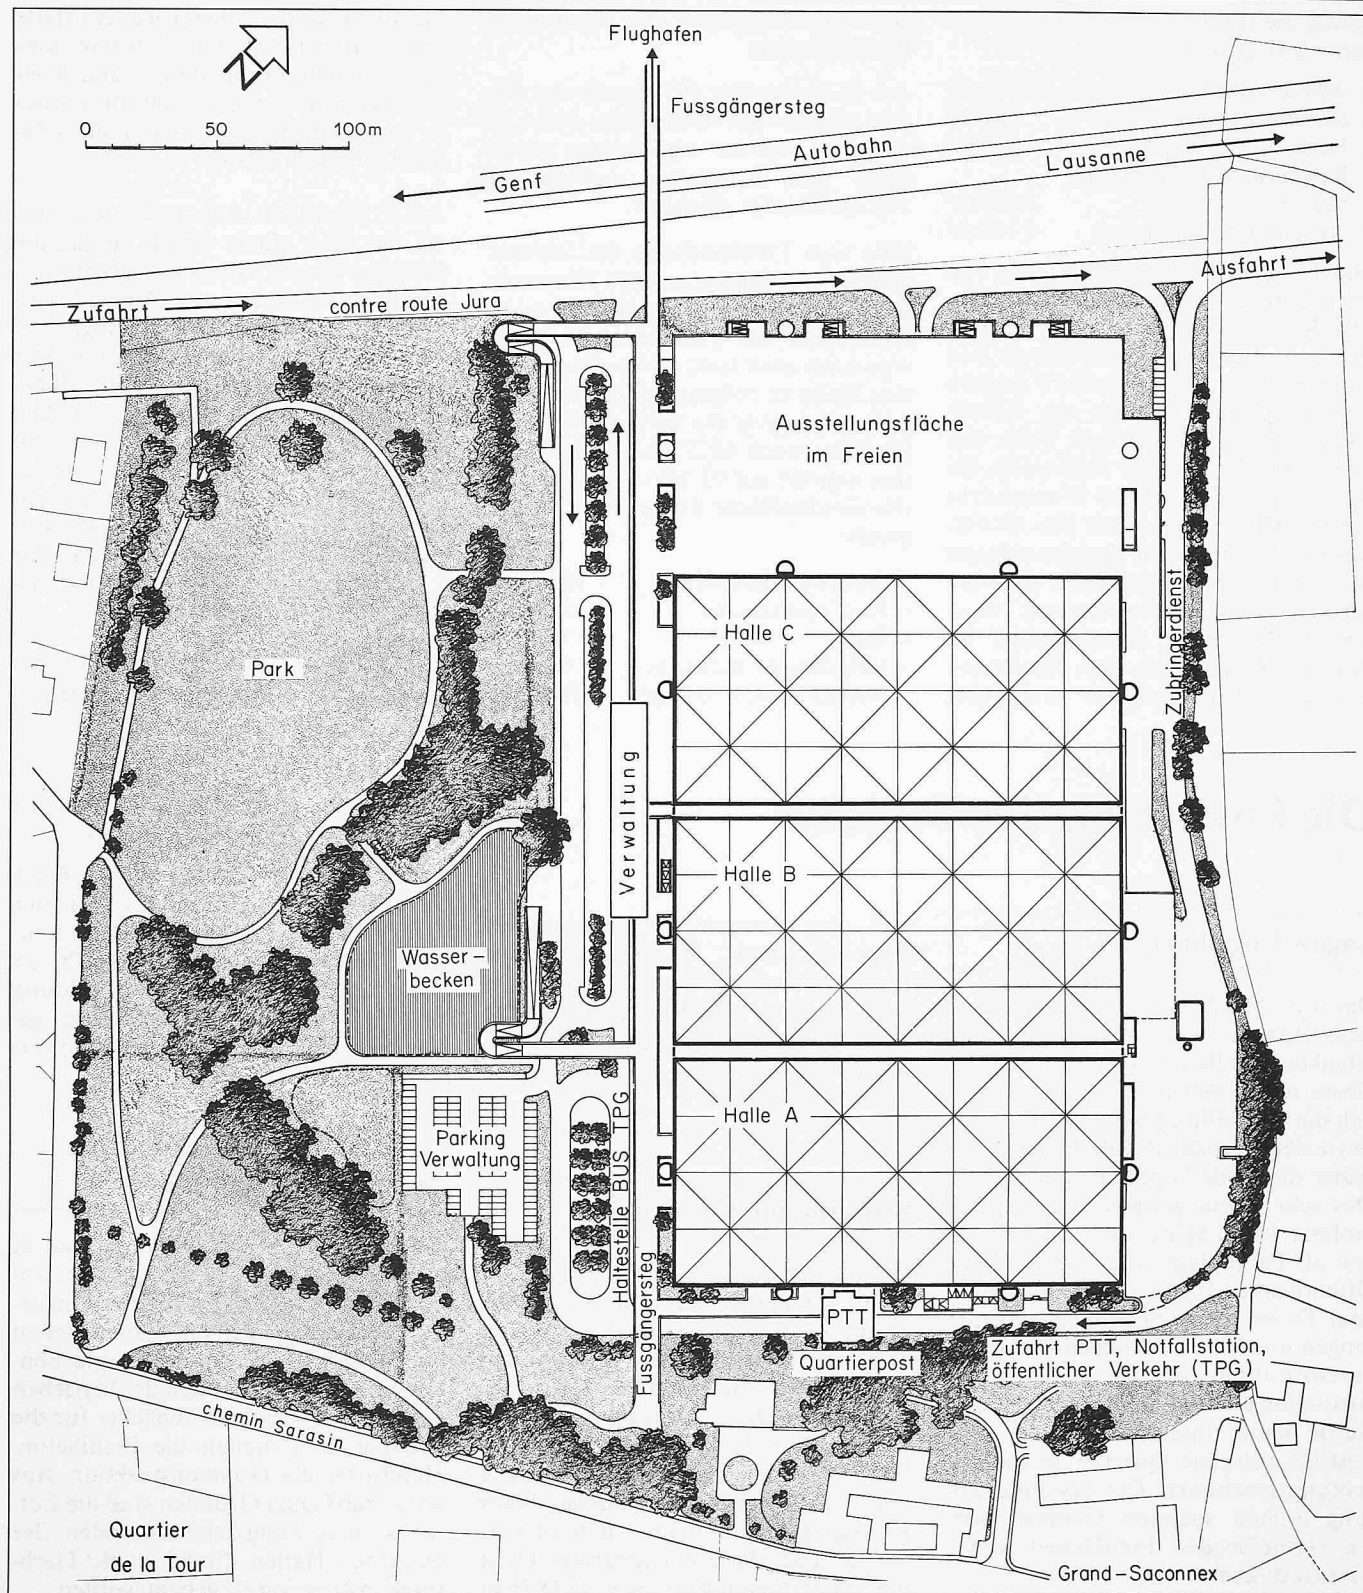 Flughafen
N
Fussgängersteg
0 50 100m
Autobahn
Lausanne
Genf
Ausfahrt
Zufahrt
contre route Jura
Ausstellungsfläche
im Freien
Zubringerdienst
Halle C
Park
Verwaltung
Halle B
Wasser-
becken
Halle A
Parking
Verwaltung
Haltestelle BUS TPG
Fussgängersteg
PTT
Quartierpost
Zufahrt PTT, Notfallstation,
öffentlicher Verkehr (TPG)
chemin Sarasin
Quartier
de la Tour
Grand-Saconnex